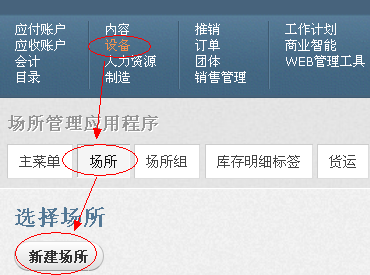 应付账户 内容 推销 工作计划
应收账户 设备 订单 商业智能
会计 人力资源 团体 WEB管理工具
目录 制造 销售管理
场所管理应用程序
主菜单 场所 场所组 库存明细标签 货运
选择场所
新建场所